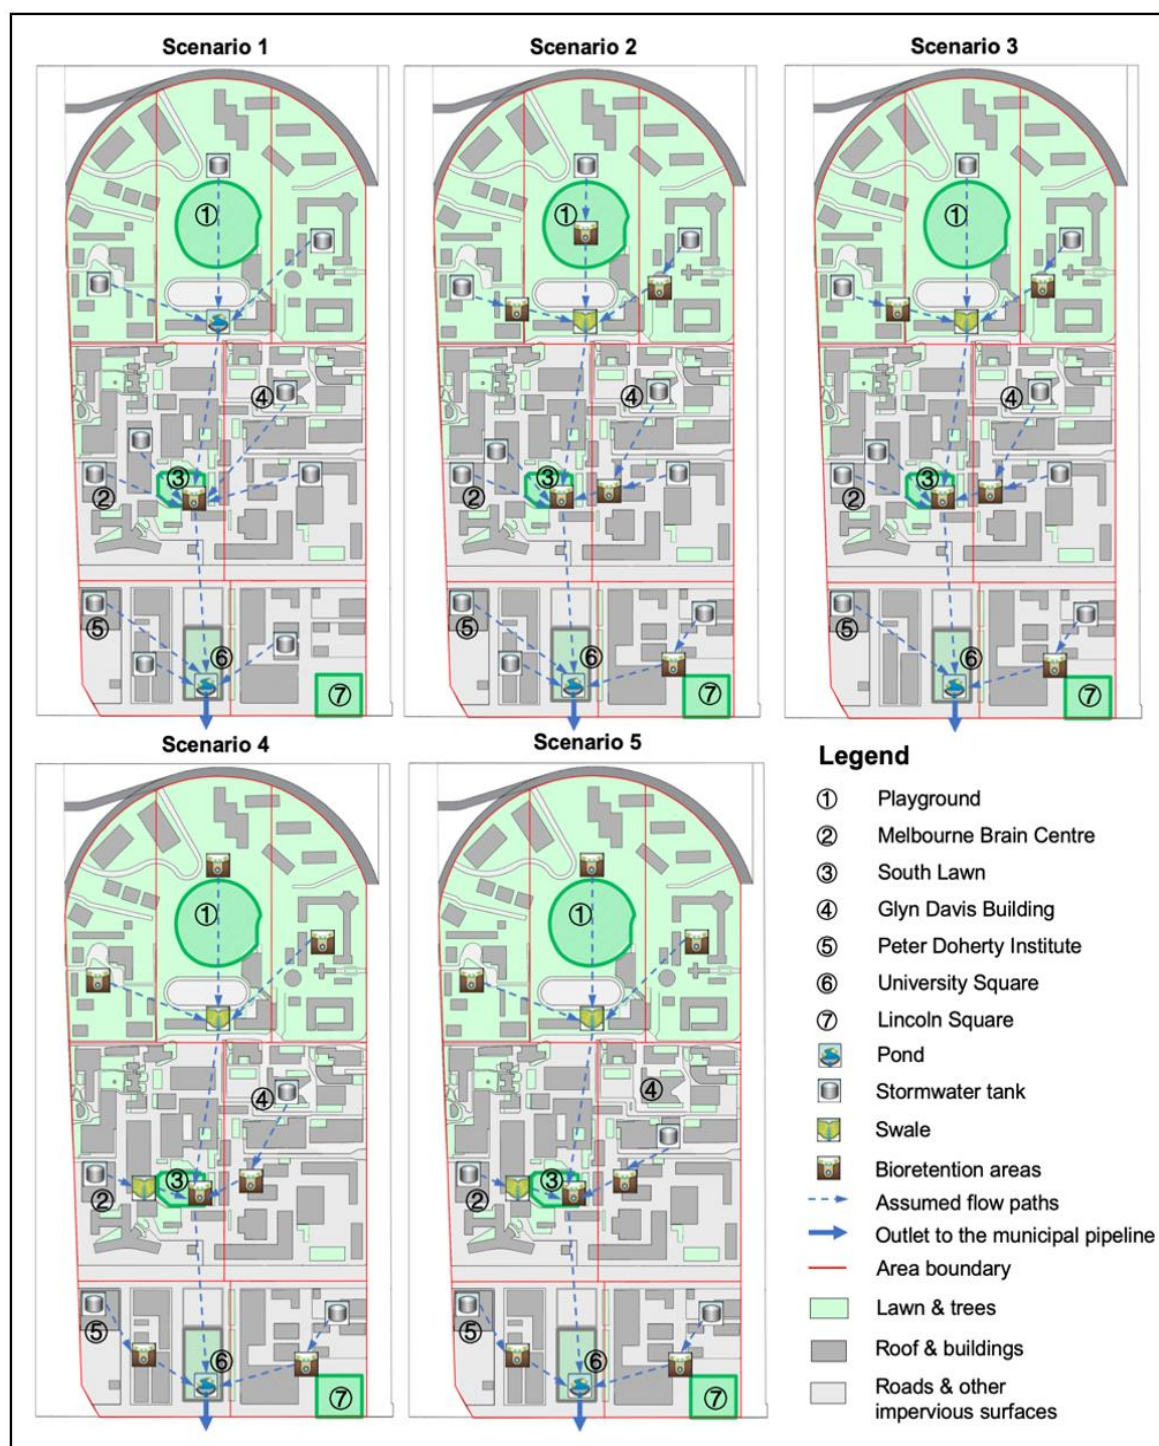 Scenario 1
Scenario 2
Scenario 3
①
④
③
②
⑤
⑥
⑦
①
④
③
②
⑤
⑥
⑦
①
④
③
②
⑤
⑥
⑦
Scenario 4
Scenario 5
①
④
③
②
⑤
⑥
⑦
①
④
③
②
⑤
⑥
⑦
Legend
① Playground
② Melbourne Brain Centre
③ South Lawn
④ Glyn Davis Building
⑤ Peter Doherty Institute
⑥ University Square
⑦ Lincoln Square
Pond
Stormwater tank
Swale
Bioretention areas
Assumed flow paths
Outlet to the municipal pipeline
Area boundary
Lawn & trees
Roof & buildings
Roads & other
impervious surfaces